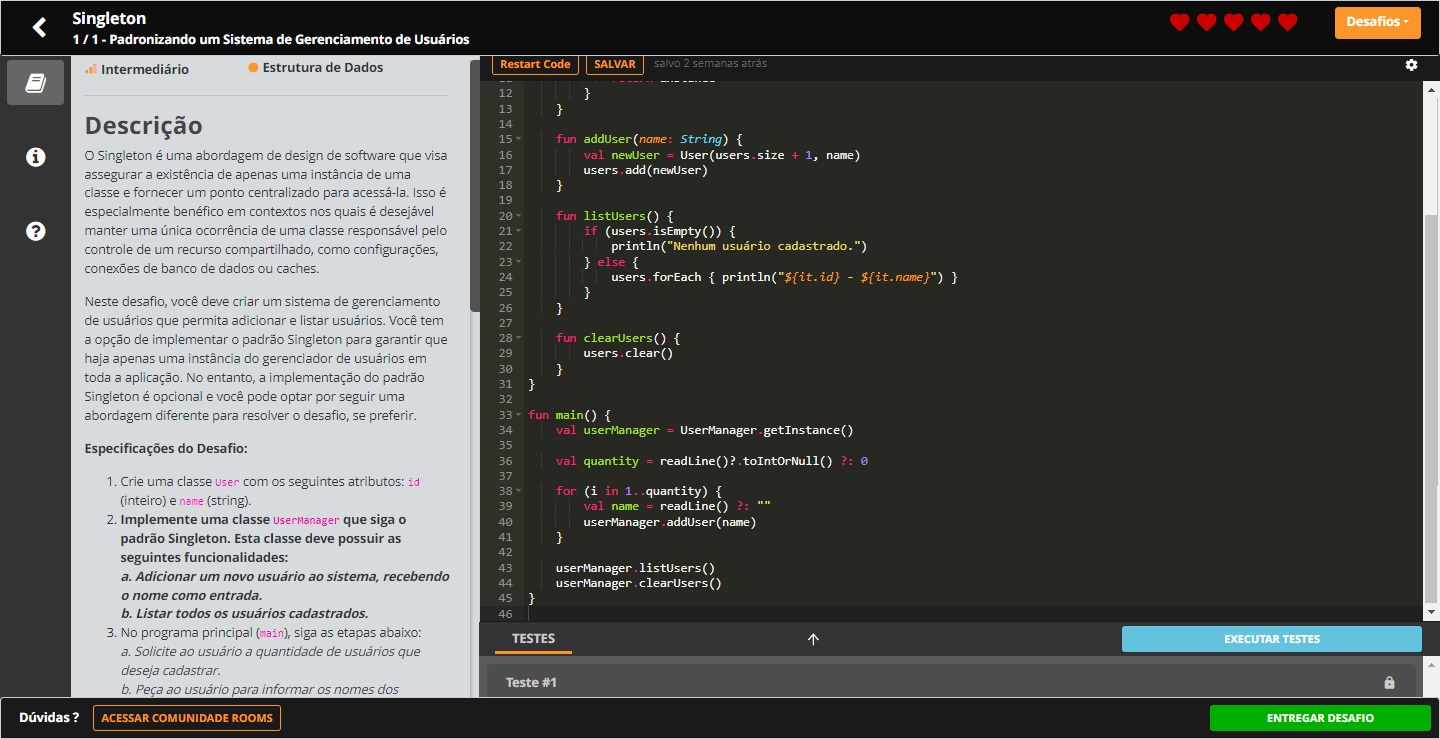 Singleton
1 / 1 - Padronizando um Sistema de Gerenciamento de Usuários
Desafios
Intermediário
Estrutura de Dados
Descrição
O Singleton é uma abordagem de design de software que visa
assegurar a existência de apenas uma instância de uma
classe e fornecer um ponto centralizado para acessá-la. Isso é
especialmente benéfico em contextos nos quais é desejável
manter uma única ocorrência de uma classe responsável pelo
controle de um recurso compartilhado, como configurações,
conexões de banco de dados ou caches.
Neste desafio, você deve criar um sistema de gerenciamento
de usuários que permita adicionar e listar usuários. Você tem
a opção de implementar o padrão Singleton para garantir que
haja apenas uma instância do gerenciador de usuários em
toda a aplicação. No entanto, a implementação do padrão
Singleton é opcional e você pode optar por seguir uma
abordagem diferente para resolver o desafio, se preferir.
Especificações do Desafio:
1. Crie uma classe User com os seguintes atributos: id
(inteiro) e name (string).
2. Implemente uma classe UserManager que siga o
padrão Singleton. Esta classe deve possuir as
seguintes funcionalidades:
a. Adicionar um novo usuário ao sistema, recebendo
o nome como entrada.
b. Listar todos os usuários cadastrados.
3. No programa principal (main), siga as etapas abaixo:
a. Solicite ao usuário a quantidade de usuários que
deseja cadastrar.
b. Peça ao usuário para informar os nomes dos
Restart Code
SALVAR
salvo 2 semanas atrás
12 }
13 }
14
15 fun addUser(name: String) {
16 val newUser = User(users.size + 1, name)
17 users.add(newUser)
18 }
19
20 fun listUsers() {
21 if (users.isEmpty()) {
22 println("Nenhum usuário cadastrado.")
23 } else {
24 users.forEach { println("${it.id} - ${it.name}") }
25 }
26 }
27
28 fun clearUsers() {
29 users.clear()
30 }
31 }
32
33 fun main() {
34 val userManager = UserManager.getInstance()
35
36 val quantity = readLine()?.toIntOrNull() ?: 0
37
38 for (i in 1..quantity) {
39 val name = readLine() ?: ""
40 userManager.addUser(name)
41 }
42
43 userManager.listUsers()
44 userManager.clearUsers()
45 }
46
TESTES
EXECUTAR TESTES
Teste #1
Dúvidas ?
ACESSAR COMUNIDADE ROOMS
ENTREGAR DESAFIO